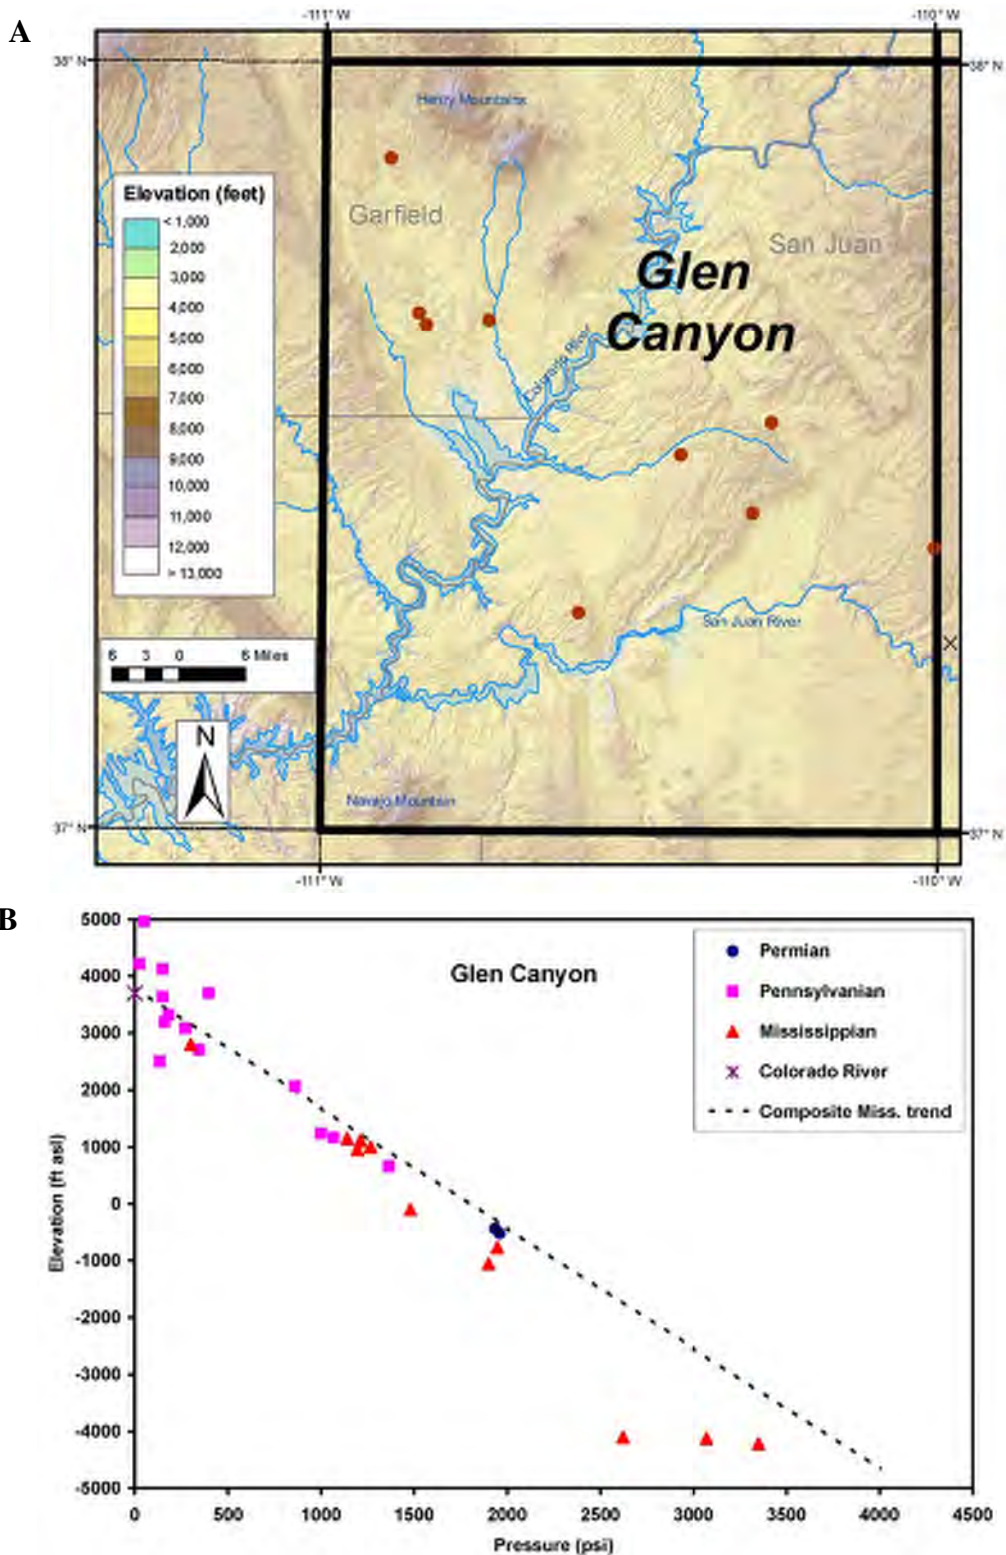 A
-111° W
-110° W
38° N
38° N
Henry Mountains
Elevation (feet)
< 1,000
2,000
3,000
4,000
5,000
6,000
7,000
8,000
9,000
10,000
11,000
12,000
> 13,000
Garfield
San Juan
Glen
Canyon
Colorado River
San Juan River
6 3 0 6 Miles
N
Navajo Mountain
37° N
37° N
-111° W
-110° W
B
Glen Canyon
Permian
Pennsylvanian
Mississippian
Colorado River
Composite Miss. trend
Elevation (ft asl)
5000
4000
3000
2000
1000
0
-1000
-2000
-3000
-4000
-5000
0 500 1000 1500 2000 2500 3000 3500 4000 4500
Pressure (psi)